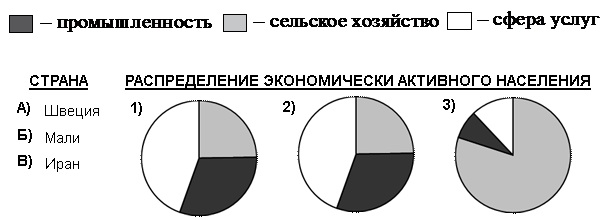 – промышленность – сельское хозяйство – сфера услуг
СТРАНА РАСПРЕДЕЛЕНИЕ ЭКОНОМИЧЕСКИ АКТИВНОГО НАСЕЛЕНИЯ
А) Швеция 1) 2) 3)
Б) Мали
В) Иран